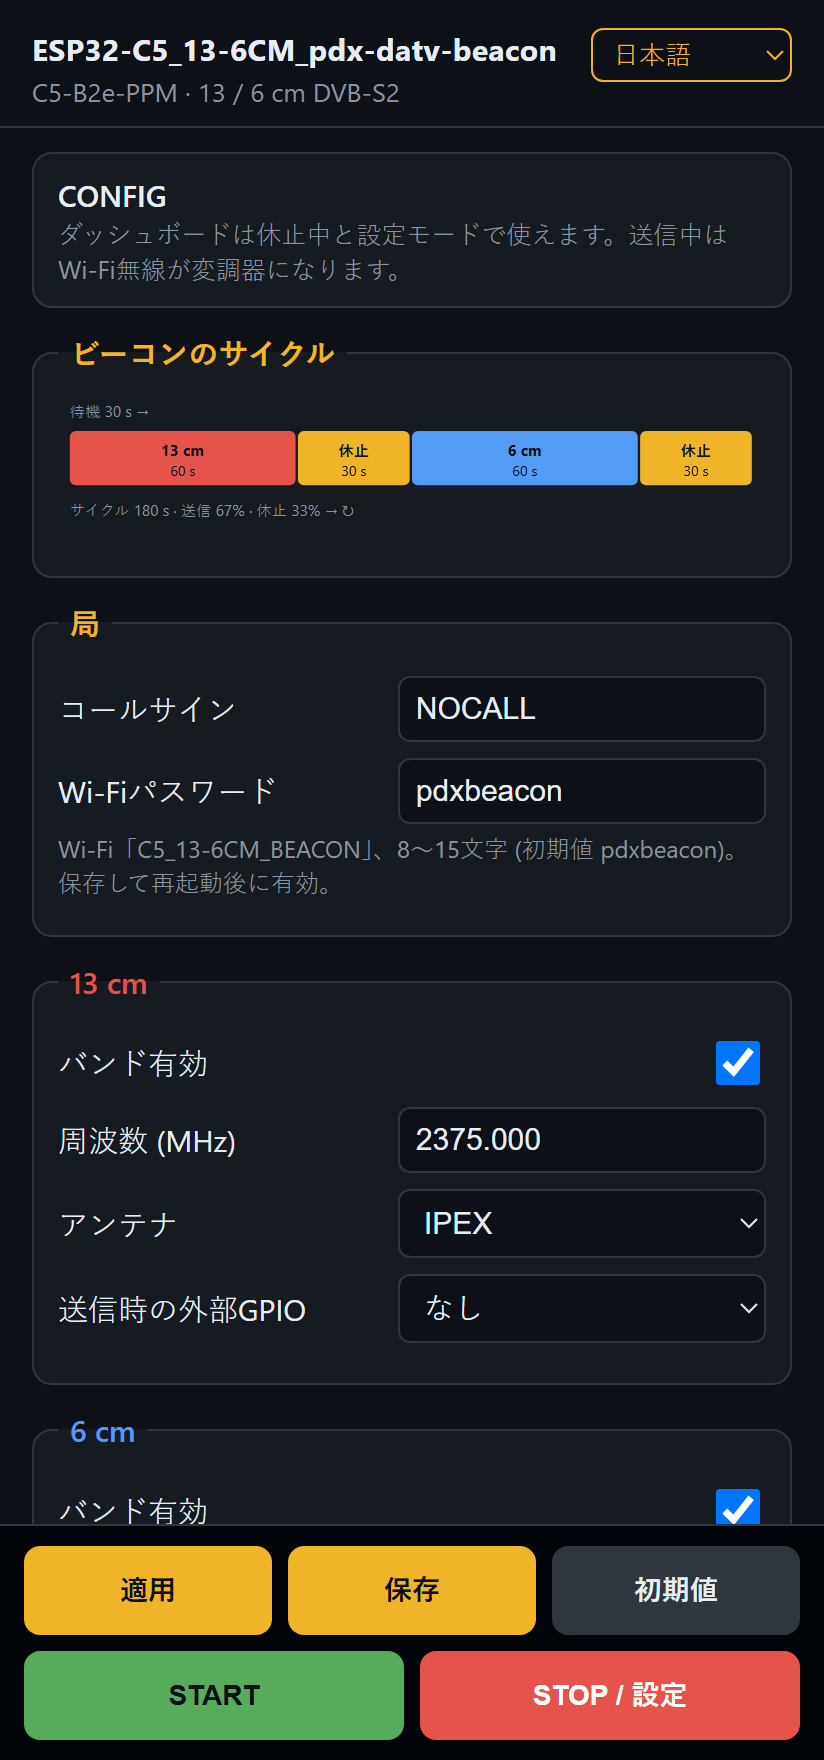 ESP32-C5_13-6CM_pdx-datv-beacon
日本語
C5-B2e-PPM · 13 / 6 cm DVB-S2
CONFIG
ダッシュボードは休止中と設定モードで使えます。送信中は
Wi-Fi無線が変調器になります。
ビーコンのサイクル
待機 30 s →
13 cm
60 s
休止
30 s
6 cm
60 s
休止
30 s
サイクル 180 s · 送信 67% · 休止 33% → ↻
局
コールサイン
NOCALL
Wi-Fiパスワード
pdxbeacon
Wi-Fi「C5_13-6CM_BEACON」、8〜15文字 (初期値 pdxbeacon)。
保存して再起動後に有効。
13 cm
バンド有効
周波数 (MHz)
2375.000
アンテナ
IPEX
送信時の外部GPIO
なし
6 cm
バンド有効
適用
保存
初期値
START
STOP / 設定